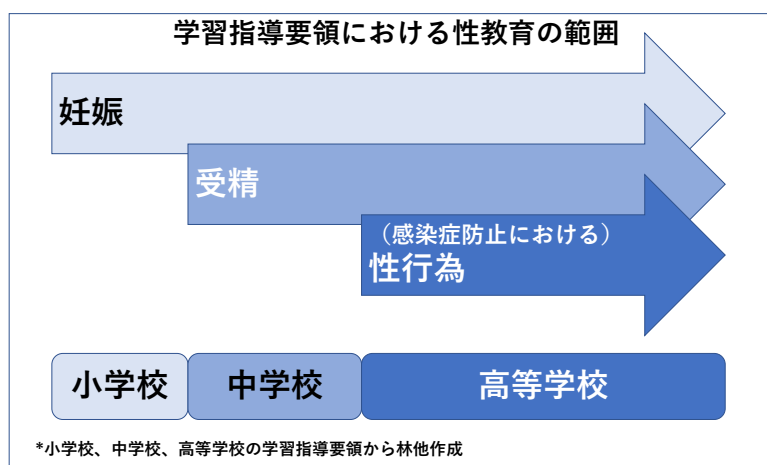 学習指導要領における性教育の範囲
妊娠
受精
（感染症防止における）
性行為
小学校
中学校
高等学校
*小学校、中学校、高等学校の学習指導要領から林他作成